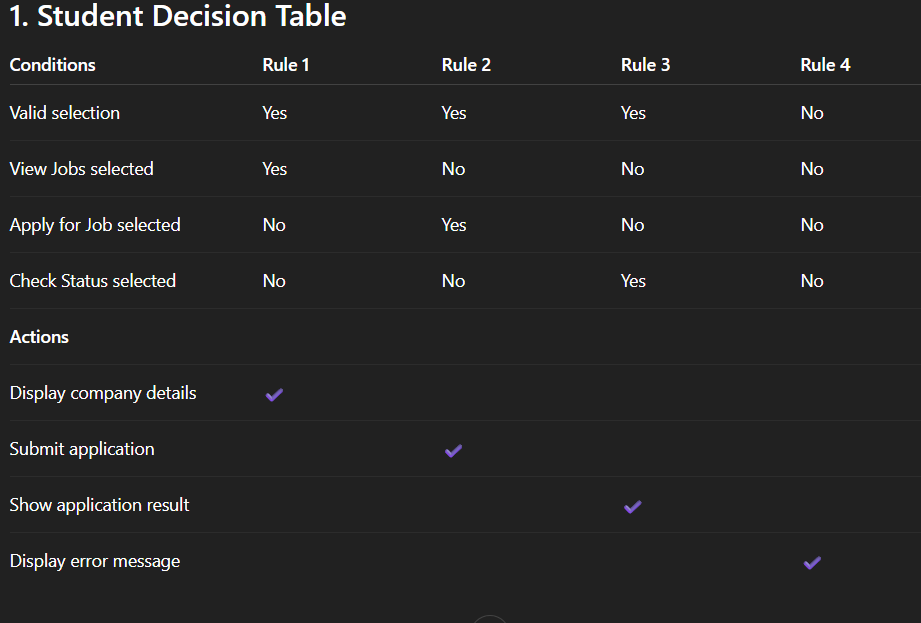 1. Student Decision Table
Conditions Rule 1 Rule 2 Rule 3 Rule 4
Valid selection Yes Yes Yes No
View Jobs selected Yes No No No
Apply for Job selected No Yes No No
Check Status selected No No Yes No
Actions
Display company details ✔
Submit application ✔
Show application result ✔
Display error message ✔